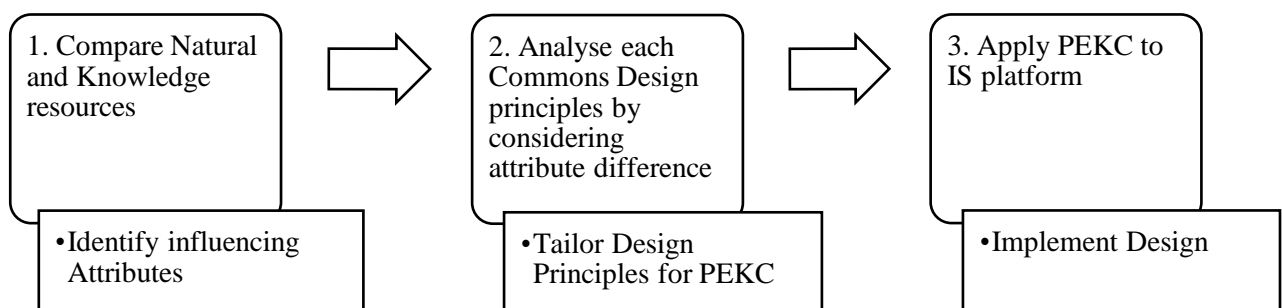 1. Compare Natural
and Knowledge
resources
•Identify influencing
Attributes
2. Analyse each
Commons Design
principles by
considering
attribute difference
•Tailor Design
Principles for PEKC
3. Apply PEKC to
IS platform
•Implement Design